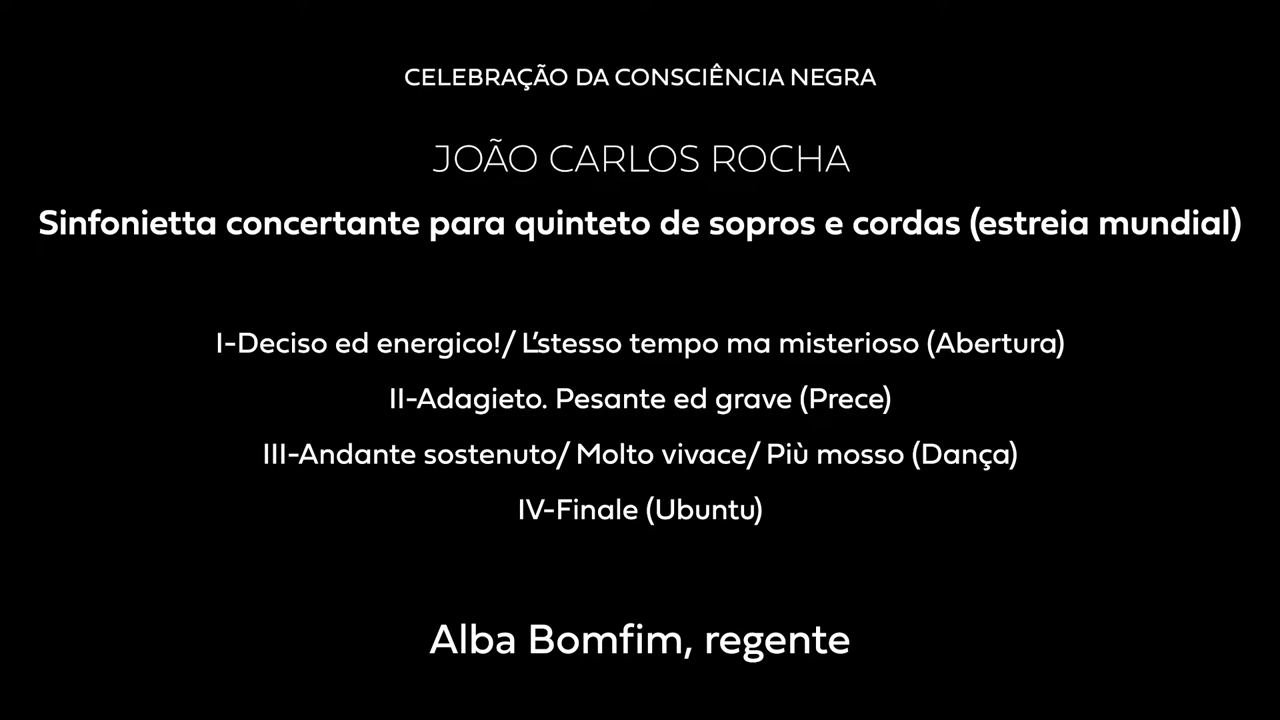 CELEBRAÇÃO DA CONSCIÊNCIA NEGRA
JOÃO CARLOS ROCHA
Sinfonietta concertante para quinteto de sopros e cordas (estreia mundial)
I-Deciso ed energico!/ L'stesso tempo ma misterioso (Abertura)
II-Adagieto. Pesante ed grave (Prece)
III-Andante sostenuto/ Molto vivace/ Più mosso (Dança)
IV-Finale (Ubuntu)
Alba Bomfim, regente